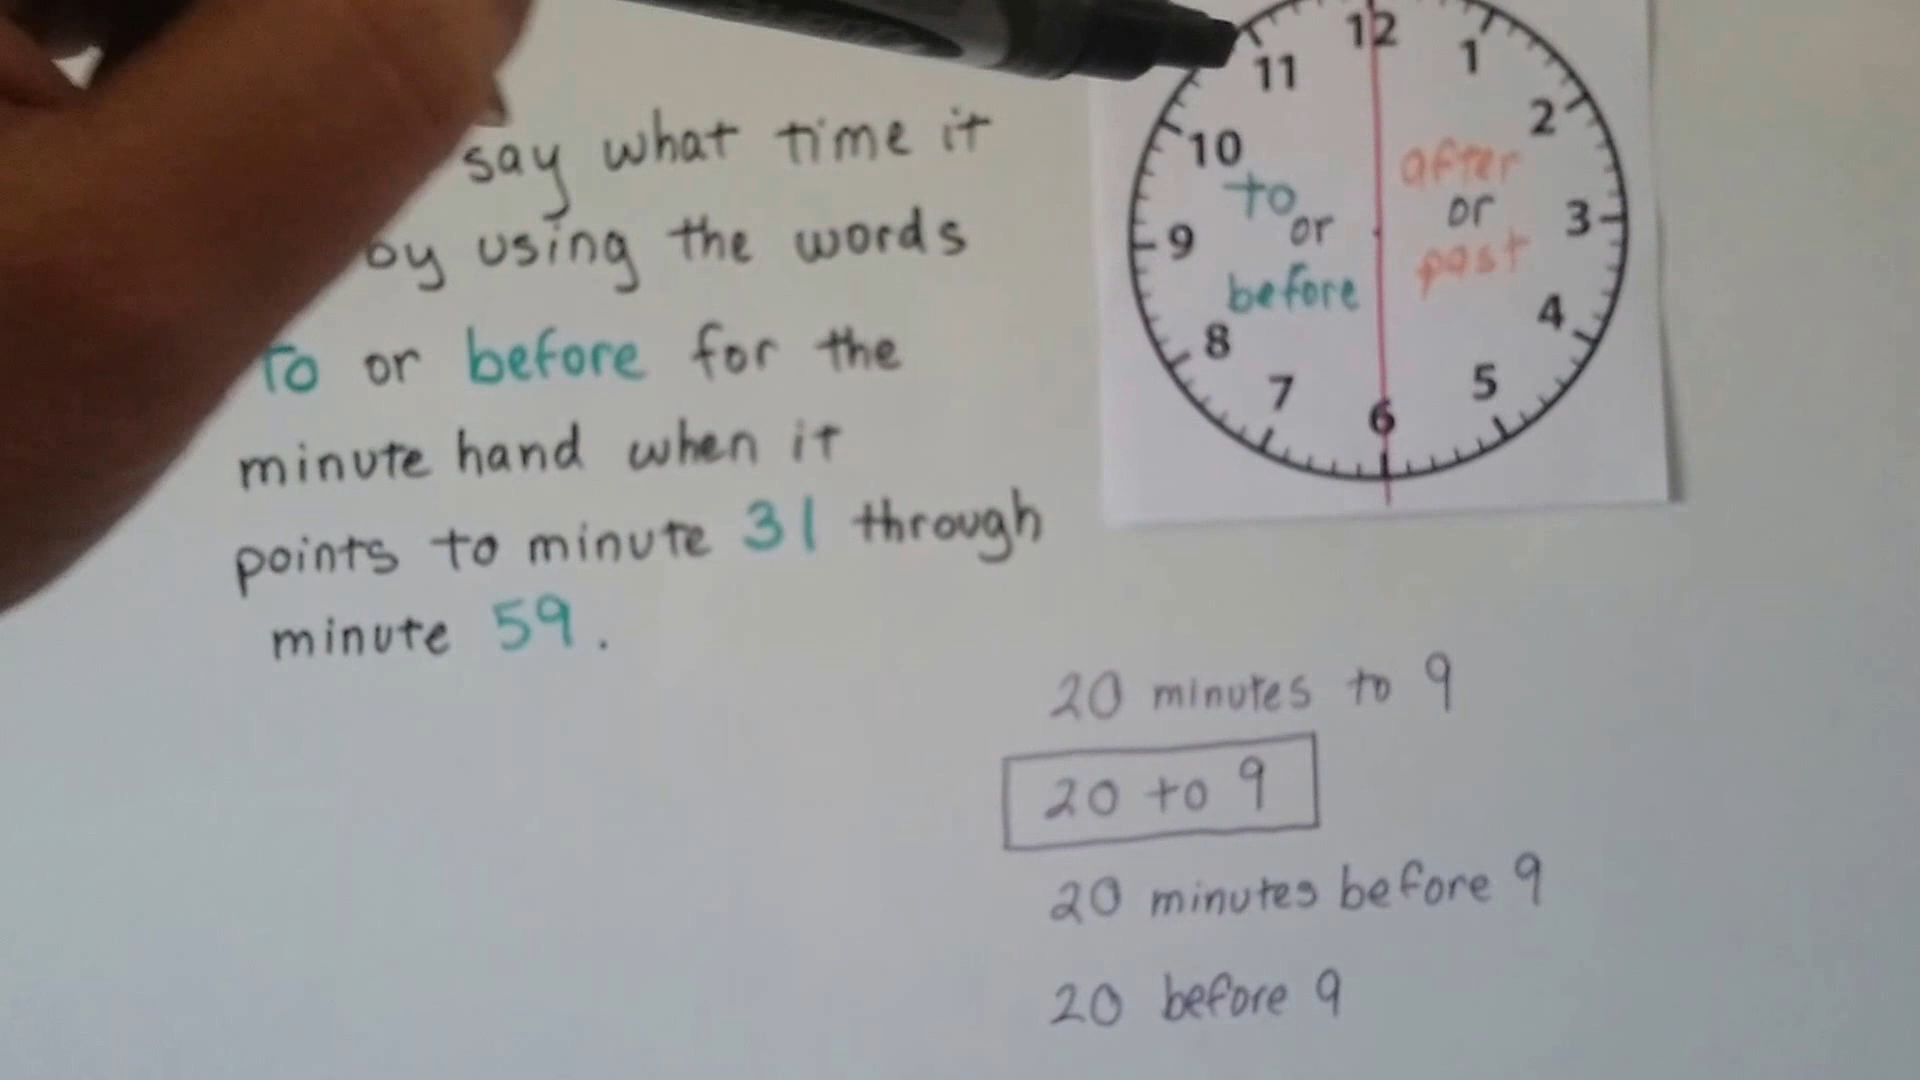 say what time it
by using the words
to or before for the
minute hand when it
points to minute 31 through
minute 59.
12
11
1
10
2
to
or
before
after
or
past
9
3
8
4
7
5
6
20 minutes to 9
20 to 9
20 minutes before 9
20 before 9